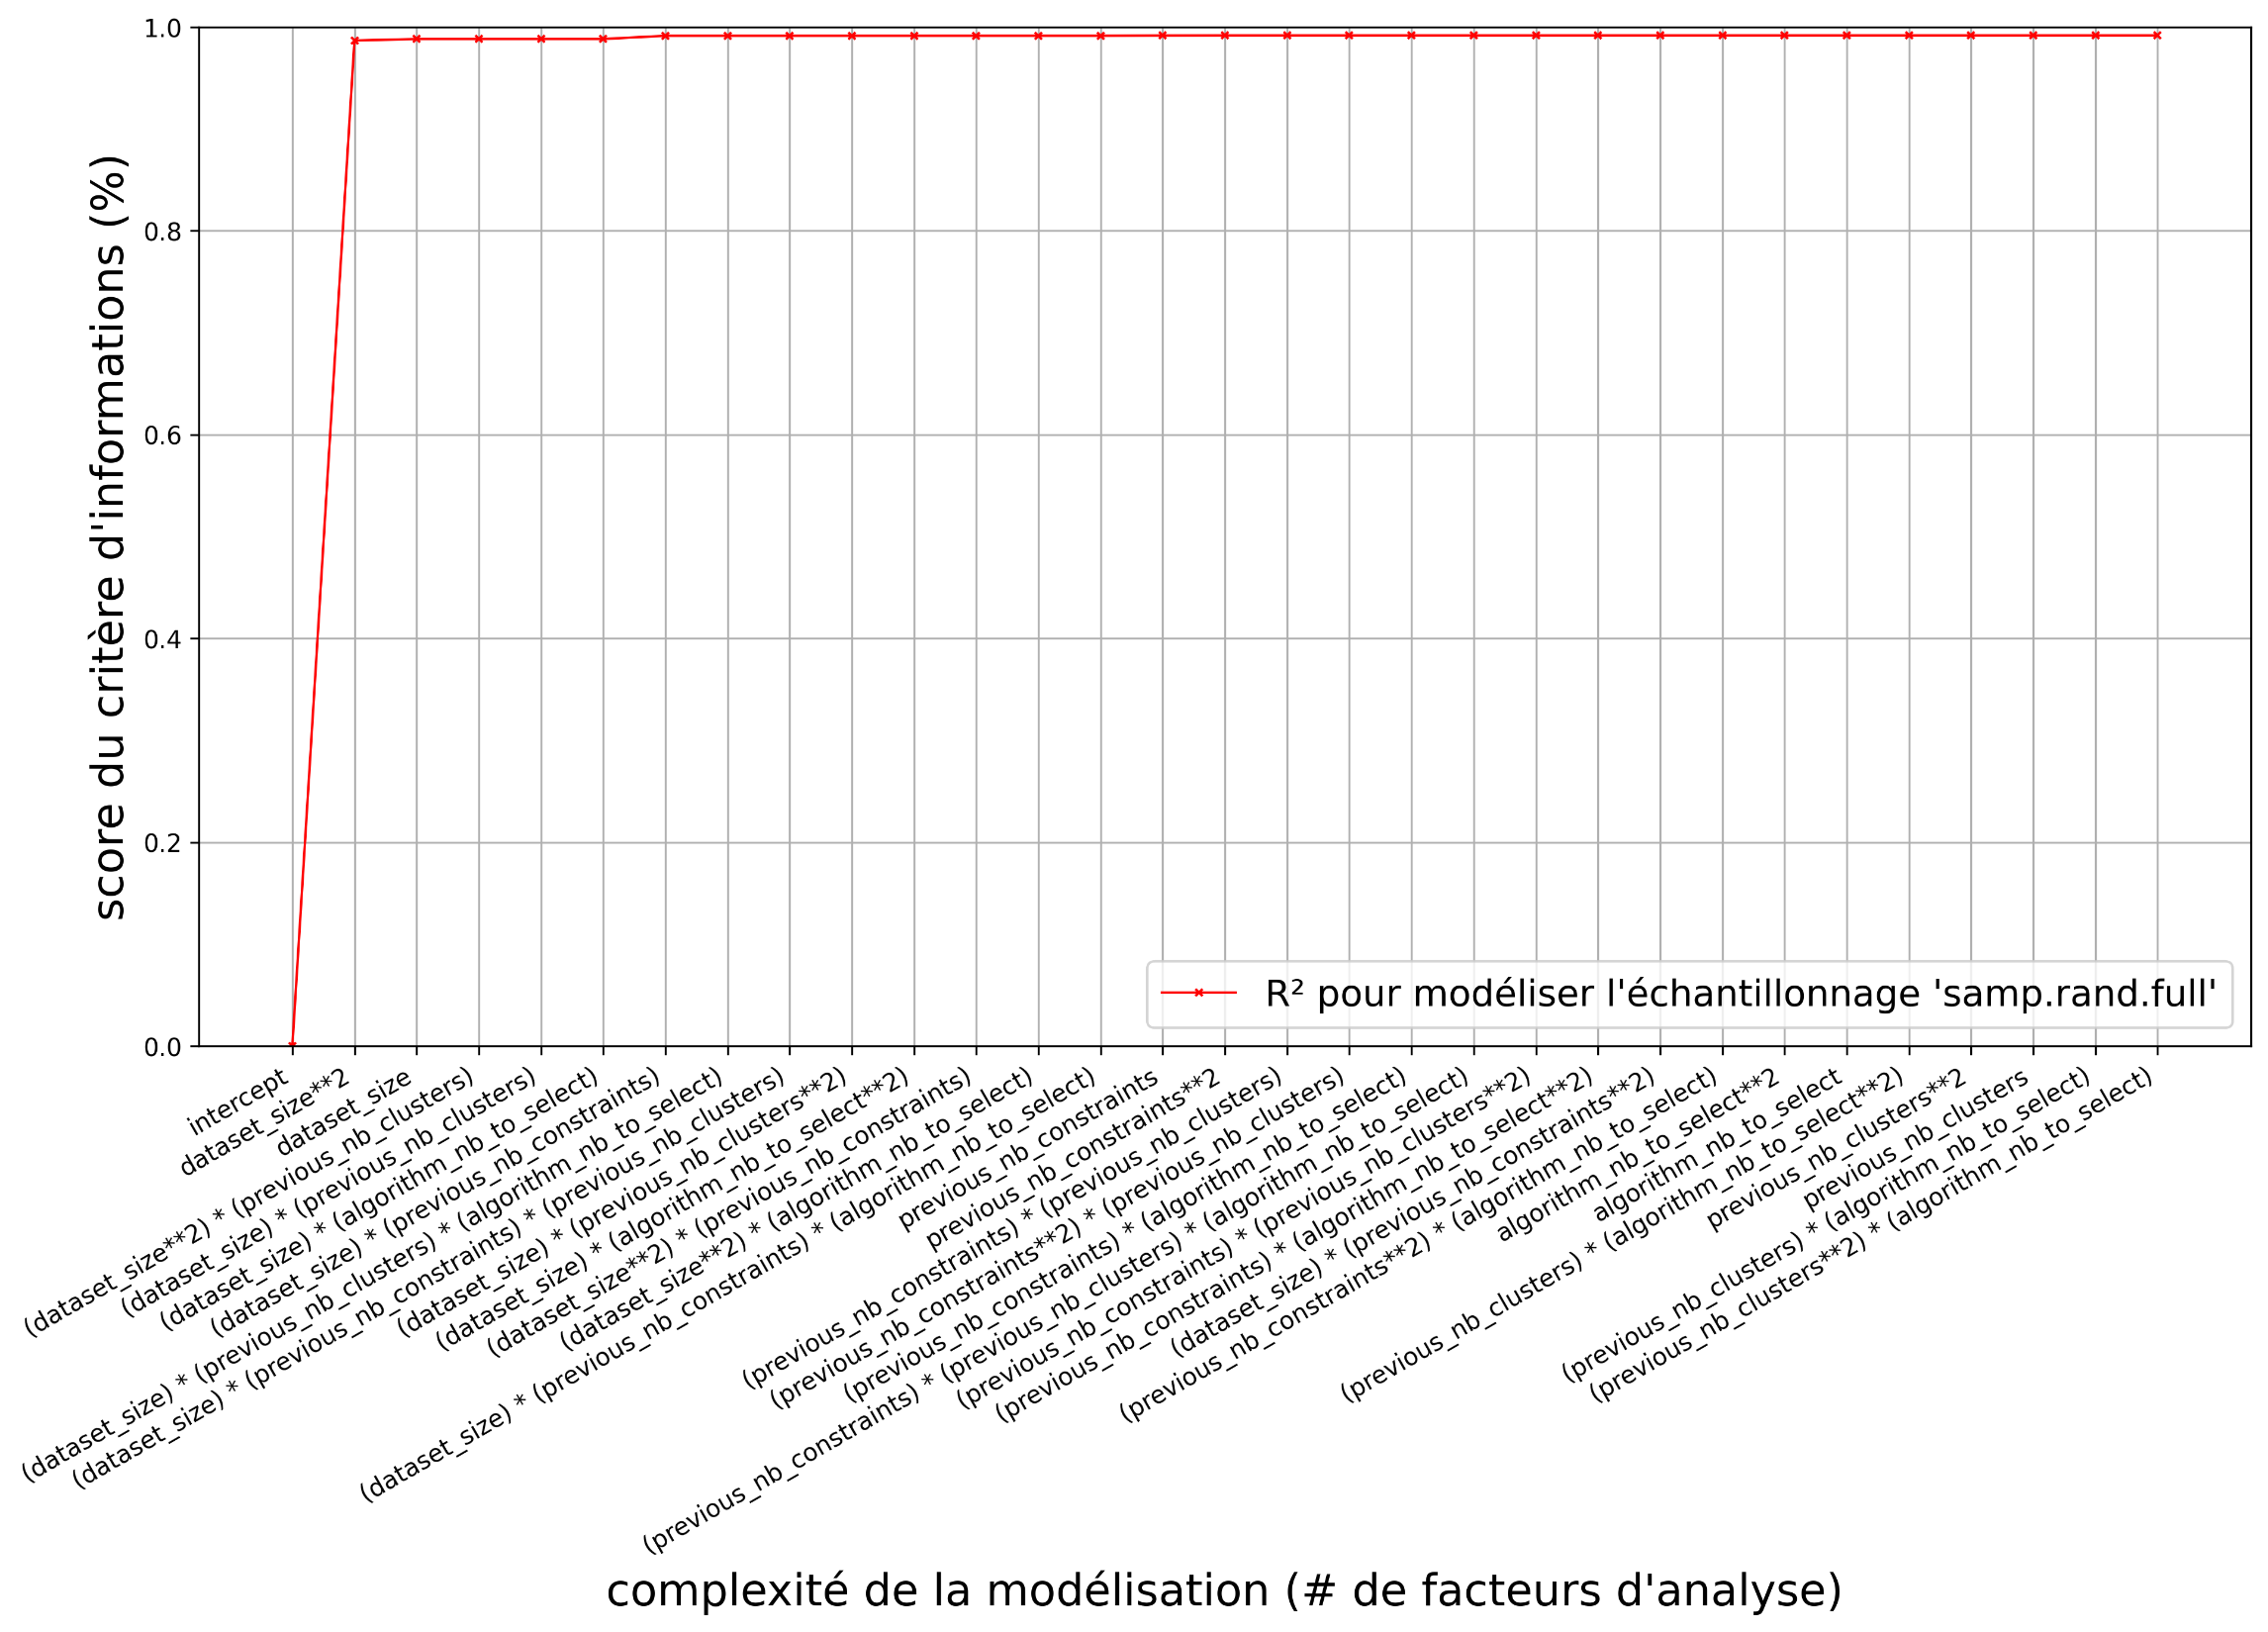 1.0
0.8
0.6
0.4
0.2
0.0
score du critère d'informations (%)
R² pour modéliser l'échantillonnage 'samp.rand.full'
intercept
dataset_size**2
dataset_size
(dataset_size**2) * (previous_nb_clusters)
(dataset_size) * (previous_nb_clusters)
(dataset_size) * (algorithm_nb_to_select)
(dataset_size) * (previous_nb_constraints)
(dataset_size) * (previous_nb_clusters) * (algorithm_nb_to_select)
(dataset_size) * (previous_nb_constraints) * (previous_nb_clusters)
(dataset_size) * (previous_nb_clusters**2)
(dataset_size) * (algorithm_nb_to_select**2)
(dataset_size**2) * (previous_nb_constraints)
(dataset_size**2) * (algorithm_nb_to_select)
(dataset_size) * (previous_nb_constraints) * (algorithm_nb_to_select)
previous_nb_constraints
previous_nb_constraints**2
(previous_nb_constraints) * (previous_nb_clusters)
(previous_nb_constraints**2) * (previous_nb_clusters)
(previous_nb_constraints) * (algorithm_nb_to_select)
(previous_nb_constraints) * (previous_nb_clusters) * (algorithm_nb_to_select)
(previous_nb_constraints) * (previous_nb_clusters**2)
(previous_nb_constraints) * (algorithm_nb_to_select**2)
(dataset_size) * (previous_nb_constraints**2)
(previous_nb_constraints**2) * (algorithm_nb_to_select)
algorithm_nb_to_select**2
algorithm_nb_to_select
(previous_nb_clusters) * (algorithm_nb_to_select**2)
previous_nb_clusters**2
previous_nb_clusters
(previous_nb_clusters) * (algorithm_nb_to_select)
(previous_nb_clusters**2) * (algorithm_nb_to_select)
complexité de la modélisation (# de facteurs d'analyse)